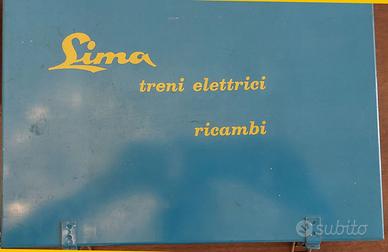 Lima
treni elettrici
ricambi
subito